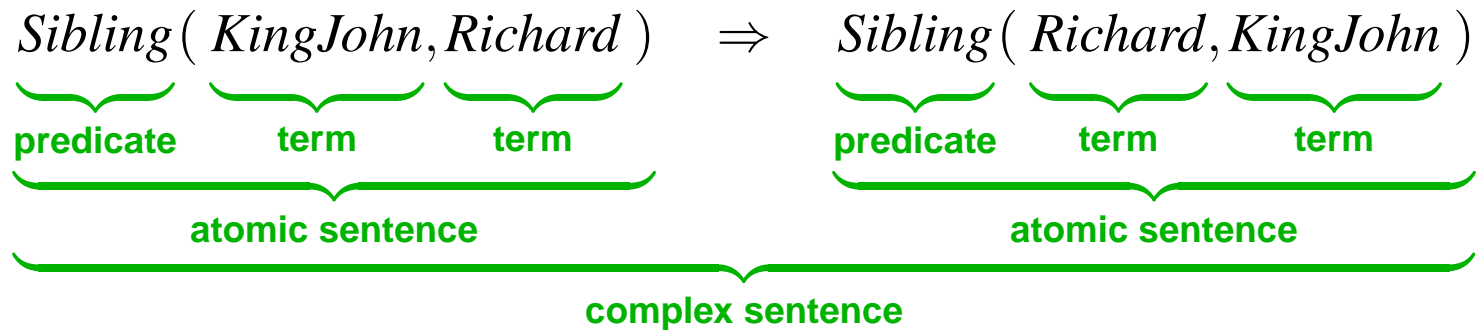 Sibling( KingJohn, Richard ) ⇒ Sibling( Richard, KingJohn )
predicate term term predicate term term
atomic sentence atomic sentence
complex sentence